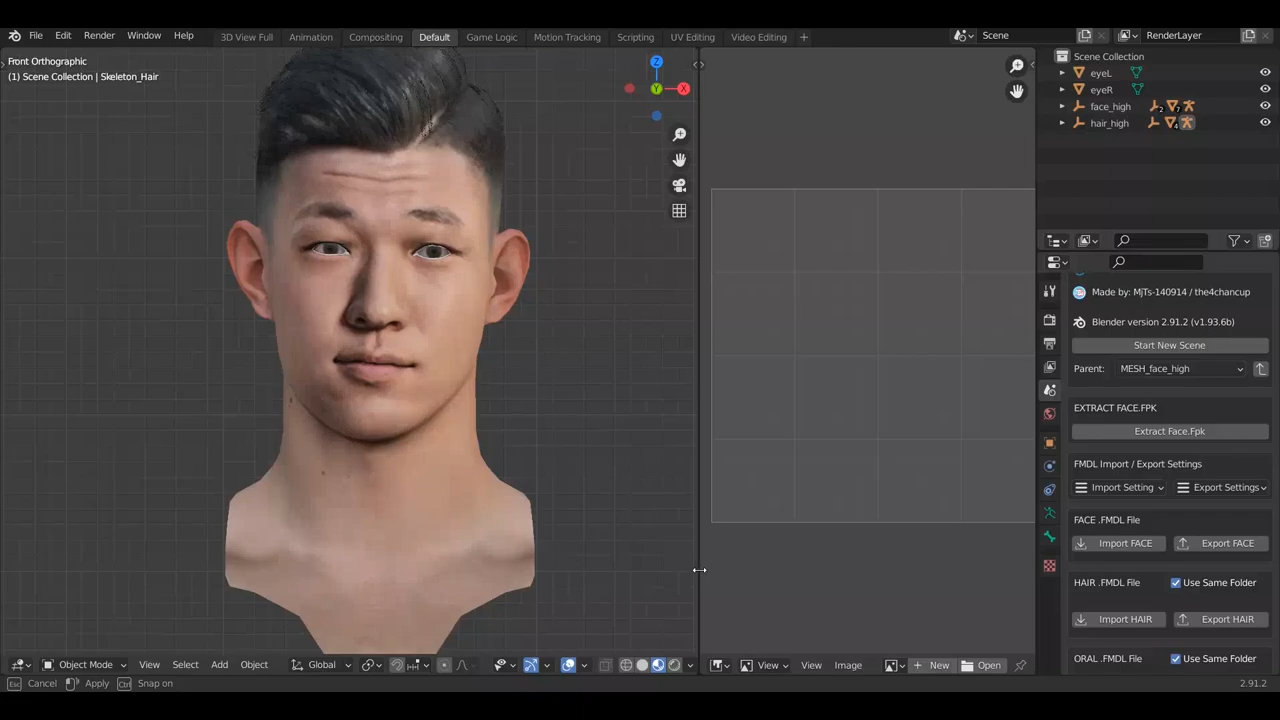 File Edit Render Window Help
3D View Full Animation Compositing Default Game Logic Motion Tracking Scripting UV Editing Video Editing +
Scene
RenderLayer
Front Orthographic
(1) Scene Collection | Skeleton_Hair
Z
Y
X
Scene Collection
eyeL
eyeR
face_high
hair_high
Made by: MjTs-140914 / the4chancup
Blender version 2.91.2 (v1.93.6b)
Start New Scene
Parent: MESH_face_high
EXTRACT FACE.FPK
Extract Face.Fpk
FMDL Import / Export Settings
Import Setting Export Settings
FACE .FMDL File
Import FACE Export FACE
HAIR .FMDL File Use Same Folder
Import HAIR Export HAIR
ORAL .FMDL File Use Same Folder
Object Mode View Select Add Object Global
View View Image + New Open
Esc Cancel Apply Ctrl Snap on
2.91.2